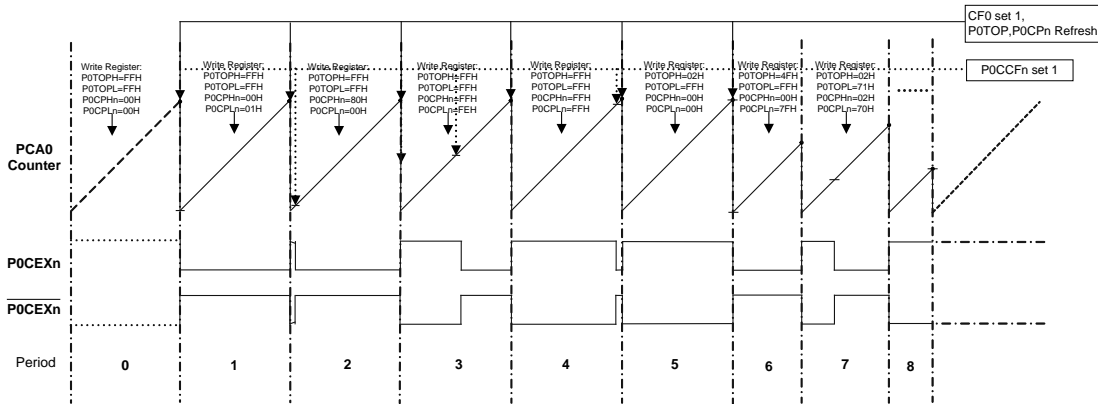 CF0 set 1,
P0TOP,P0CPn Refresh
P0CCFn set 1
Write Register:
P0TOPH=FFH
P0TOPL=FFH
P0CPHn=00H
P0CPLn=00H
Write Register:
P0TOPH=FFH
P0TOPL=FFH
P0CPHn=00H
P0CPLn=01H
Write Register:
P0TOPH=FFH
P0TOPL=FFH
P0CPHn=80H
P0CPLn=00H
Write Register:
P0TOPH=FFH
P0TOPL=FFH
P0CPHn=FFH
P0CPLn=FEH
Write Register:
P0TOPH=FFH
P0TOPL=FFH
P0CPHn=FFH
P0CPLn=FFH
Write Register:
P0TOPH=02H
P0TOPL=FFH
P0CPHn=00H
P0CPLn=00H
Write Register:
P0TOPH=4FH
P0TOPL=FFH
P0CPHn=00H
P0CPLn=7FH
Write Register:
P0TOPH=02H
P0TOPL=71H
P0CPHn=02H
P0CPLn=70H
PCA0
Counter
P0CEXn
P0CEXn
Period 0 1 2 3 4 5 6 7 8